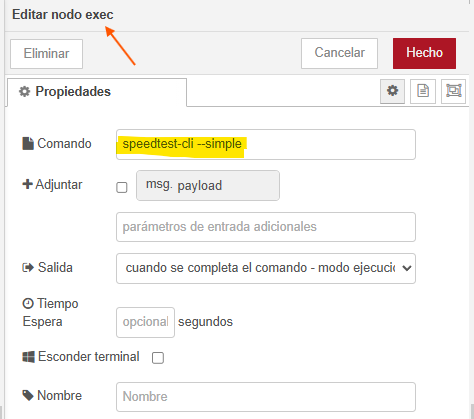 Editar nodo exec
Eliminar
Cancelar
Hecho
Propiedades
Comando
speedtest-cli --simple
Adjuntar
msg. payload
parámetros de entrada adicionales
Salida
cuando se completa el comando - modo ejecució
Tiempo
Espera
opcional
segundos
Esconder terminal
Nombre
Nombre